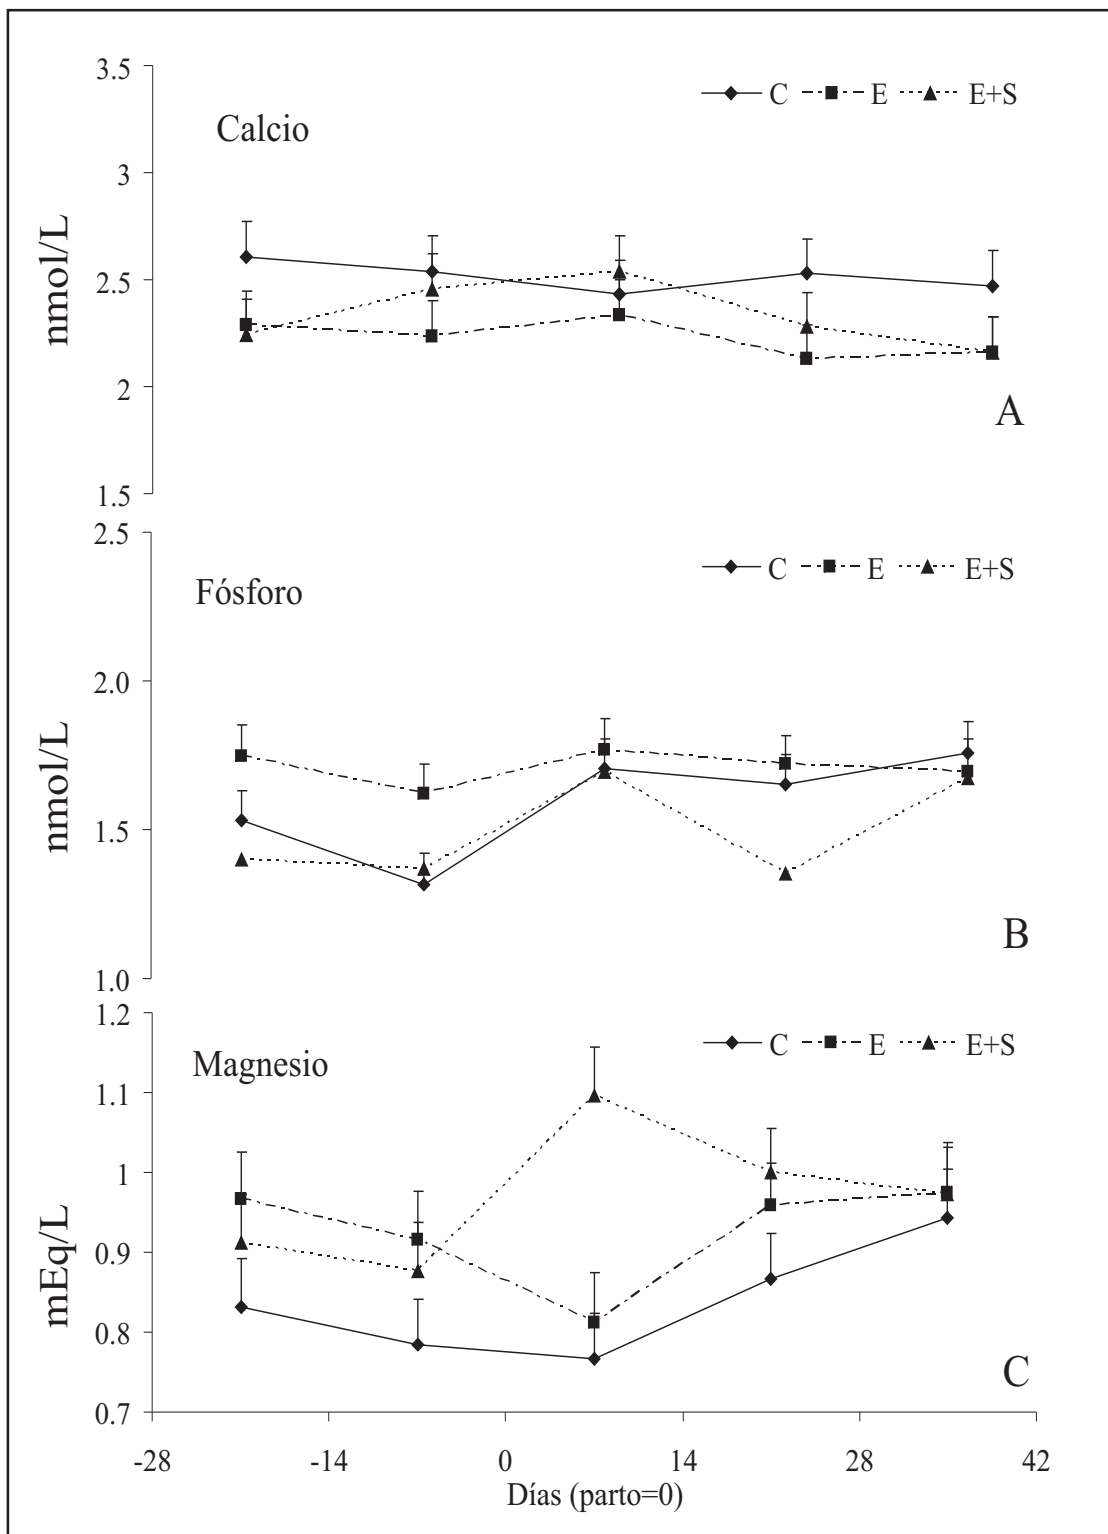 3.5
C E E+S
Calcio
3
nmol/L
2.5
2
A
1.5
2.5
C E E+S
Fósforo
2.0
nmol/L
1.5
B
1.0
1.2
C E E+S
Magnesio
1.1
1
mEq/L
0.9
0.8
C
0.7
-28 -14 0 14 28 42
Días (parto=0)